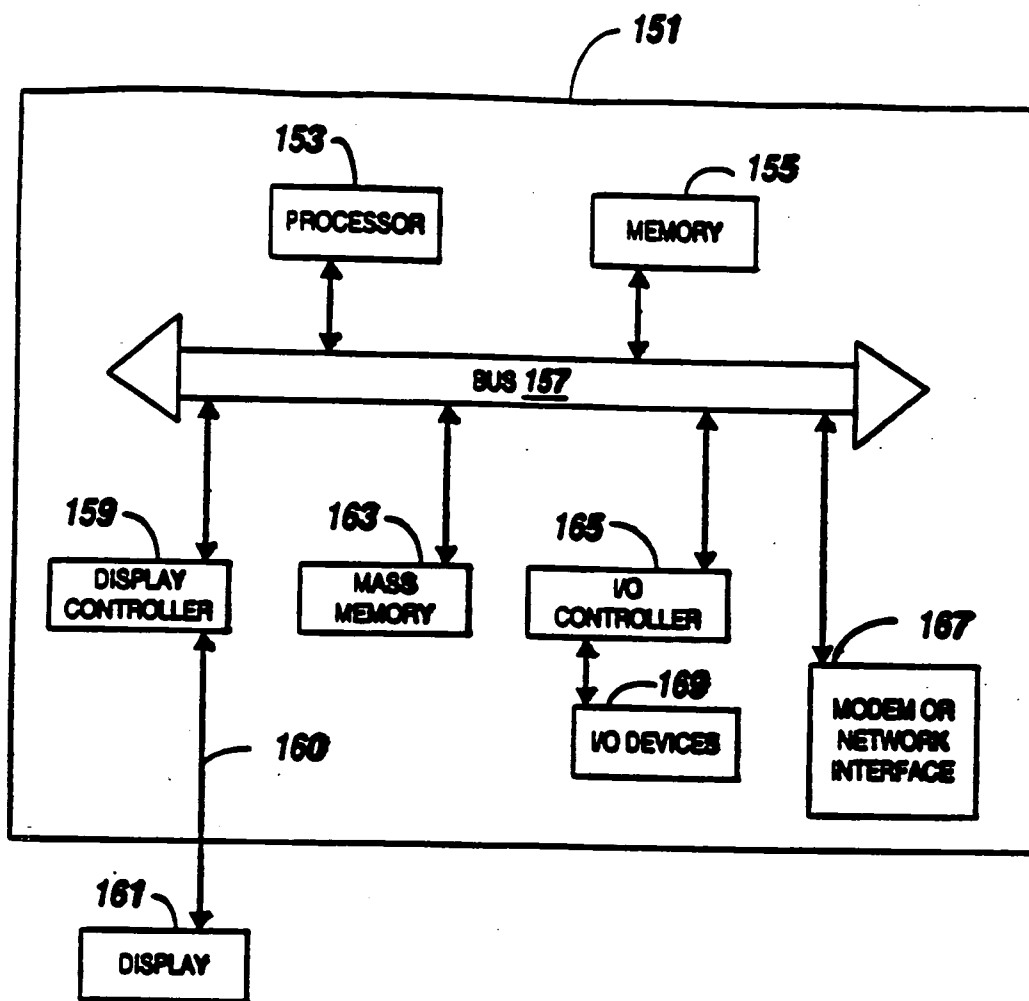 151
153
155
PROCESSOR
MEMORY
BUS 157
159
163
165
DISPLAY
CONTROLLER
MASS
MEMORY
I/O
CONTROLLER
167
169
I/O DEVICES
MODEM OR
NETWORK
INTERFACE
160
161
DISPLAY